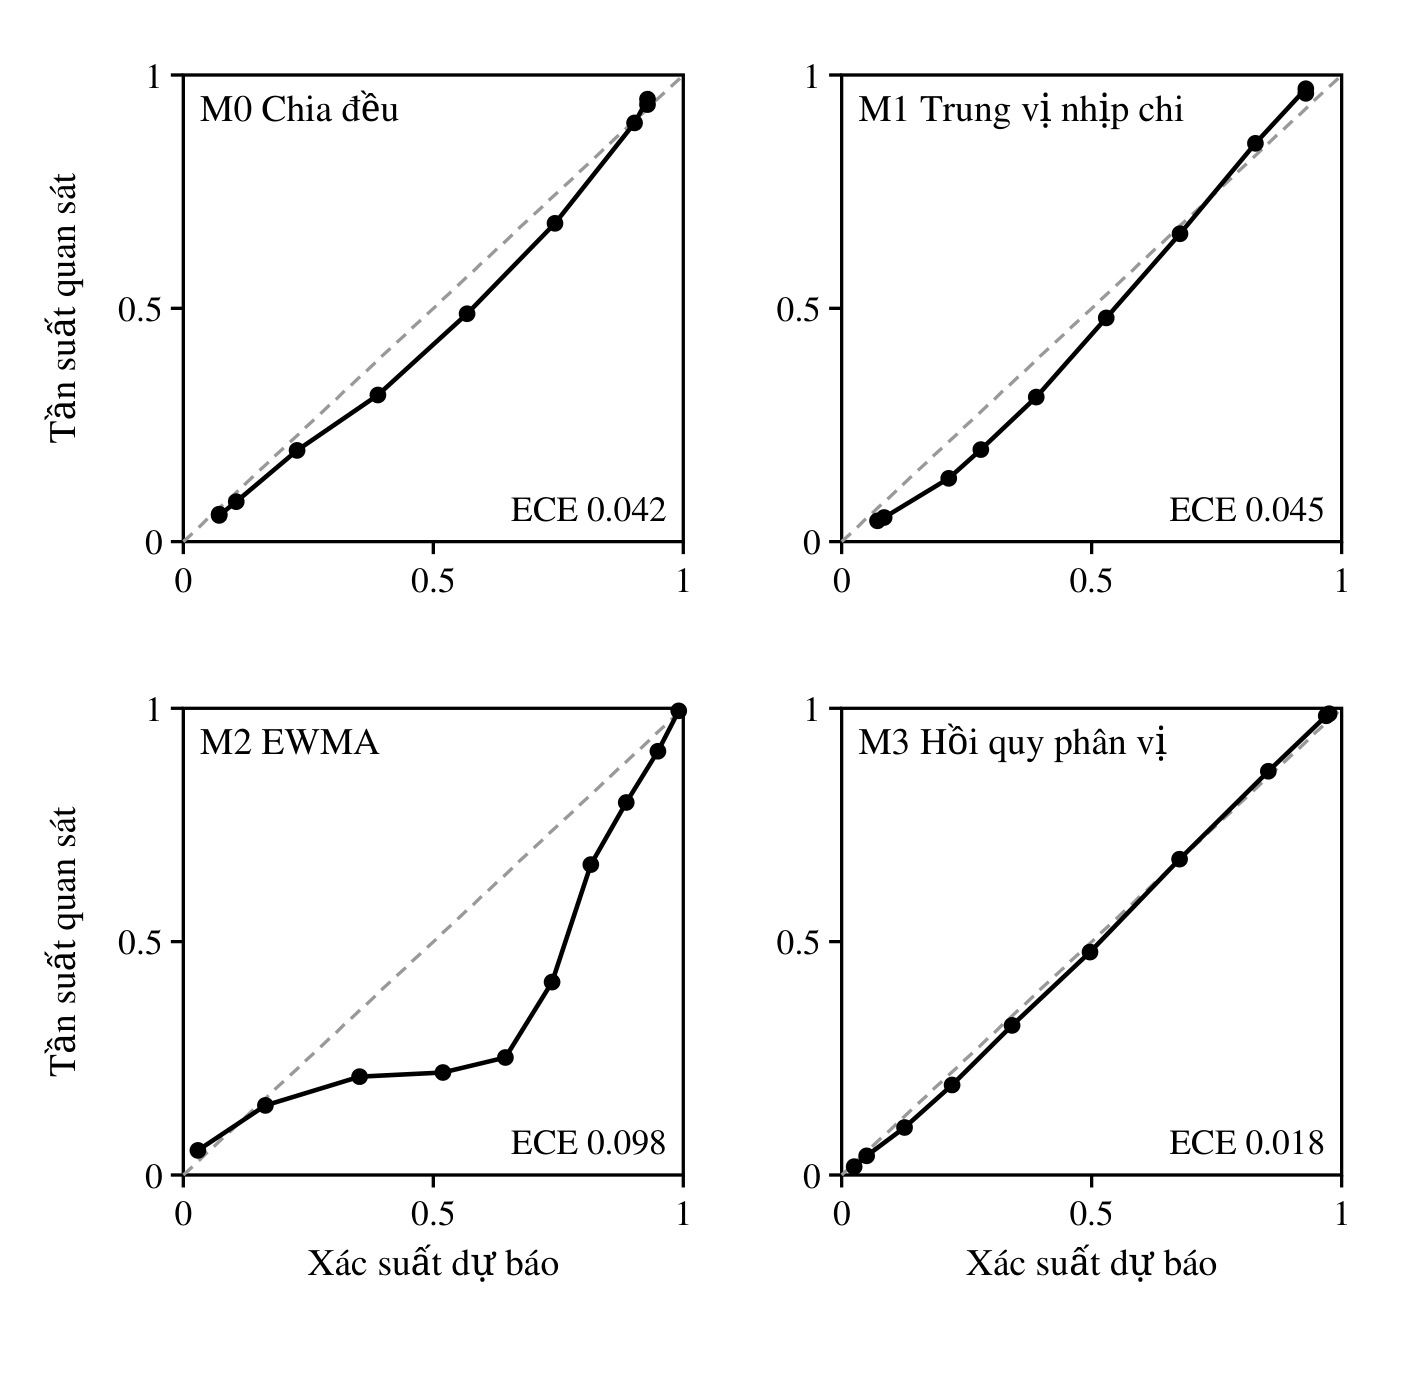 M0 Chia đều
1
0.5
0
Tần suất quan sát
ECE 0.042
0 0.5 1
M1 Trung vị nhịp chi
1
0.5
0
ECE 0.045
0 0.5 1
M2 EWMA
1
0.5
0
Tần suất quan sát
ECE 0.098
0 0.5 1
Xác suất dự báo
M3 Hồi quy phân vị
1
0.5
0
ECE 0.018
0 0.5 1
Xác suất dự báo